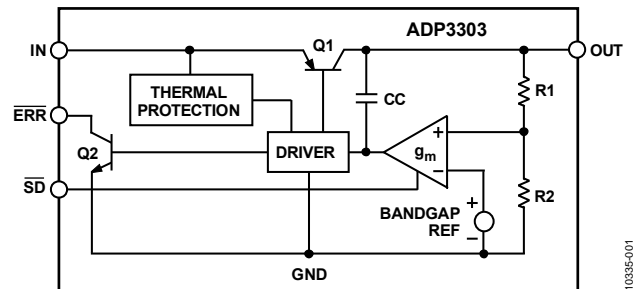 ADP3303
IN
Q1
OUT
THERMAL
PROTECTION
CC
R1
ERR
Q2
DRIVER
+
gm
−
SD
R2
BANDGAP
REF
+
−
GND
10335-001